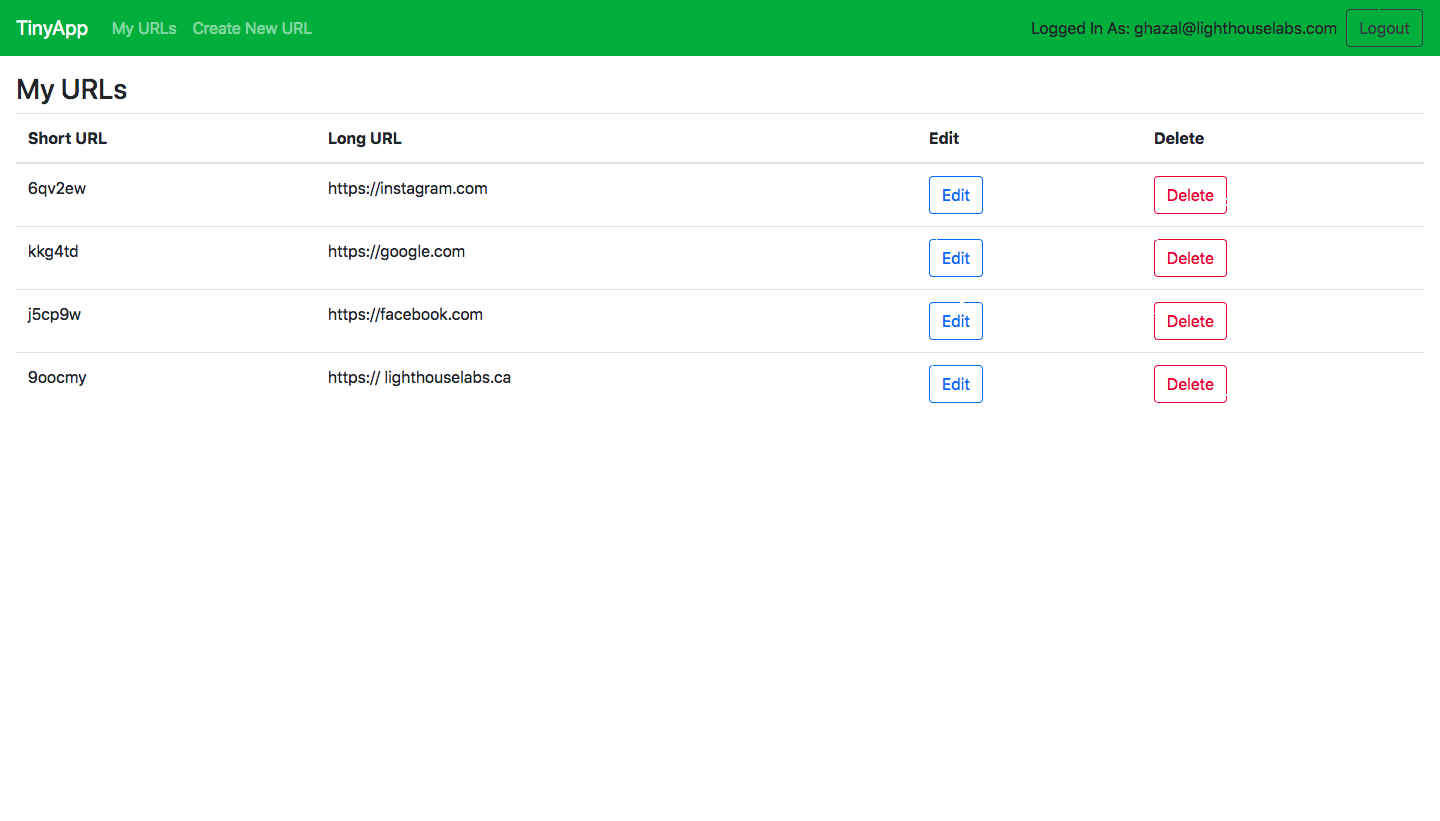 TinyApp My URLs Create New URL Logged In As: ghazal@lighthouselabs.com Logout
My URLs
Short URL Long URL Edit Delete
6qv2ew https://instagram.com Edit Delete
kkg4td https://google.com Edit Delete
j5cp9w https://facebook.com Edit Delete
9oocmy https:// lighthouselabs.ca Edit Delete